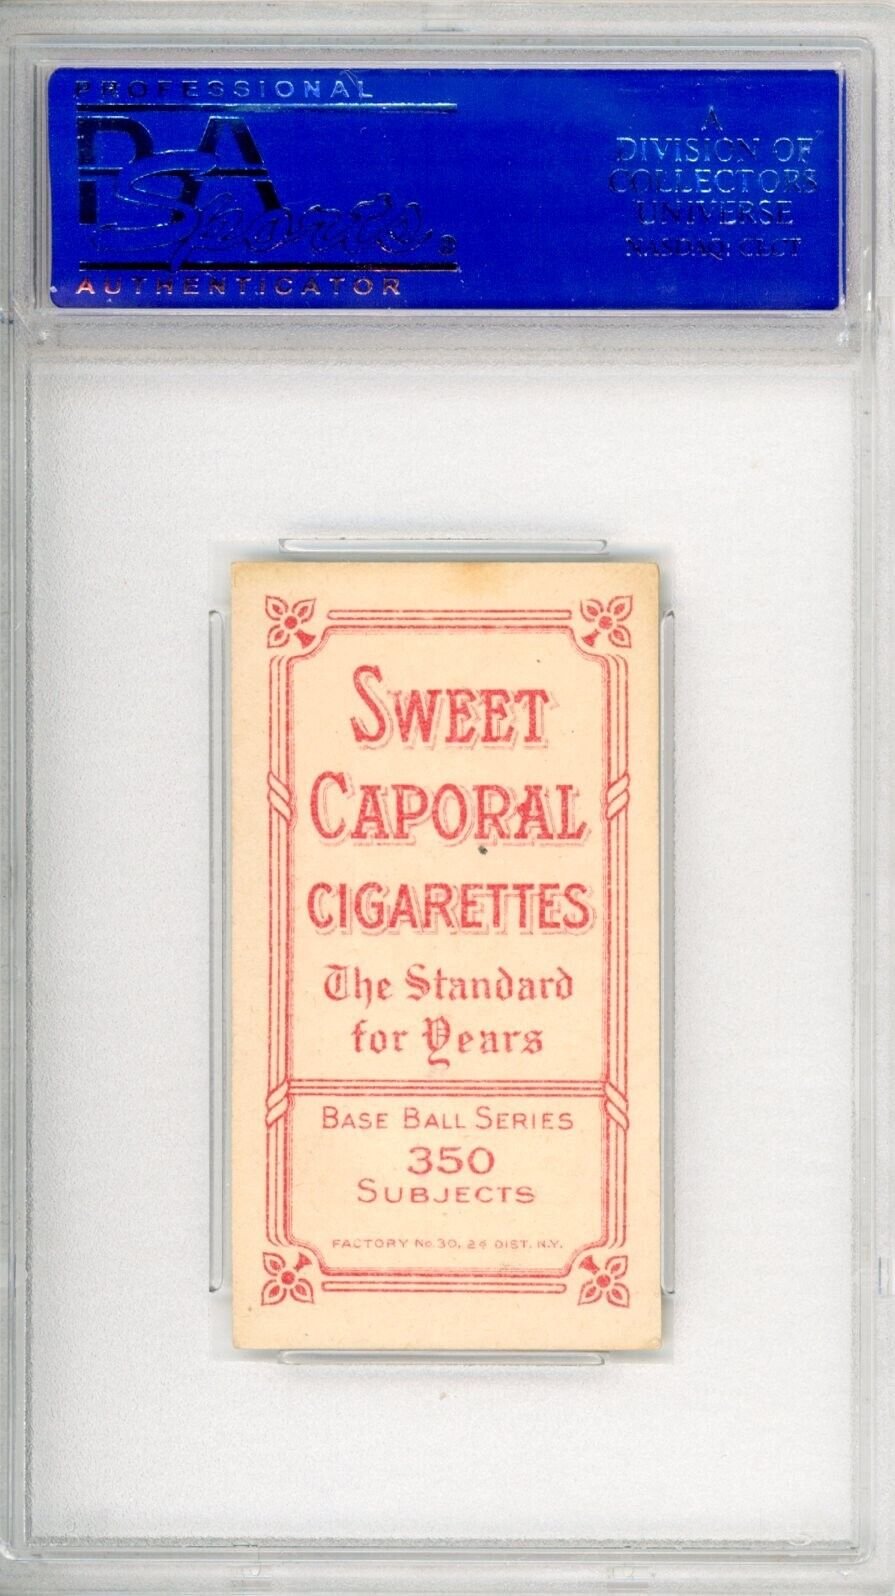 PROFESSIONAL
PSA
Sports®
AUTHENTICATOR
A
DIVISION OF
COLLECTORS
UNIVERSE
NASDAQ: CLCT
SWEET
CAPORAL
CIGARETTES
The Standard
for Years
BASE BALL SERIES
350
SUBJECTS
FACTORY No. 30, 2d DIST. N.Y.